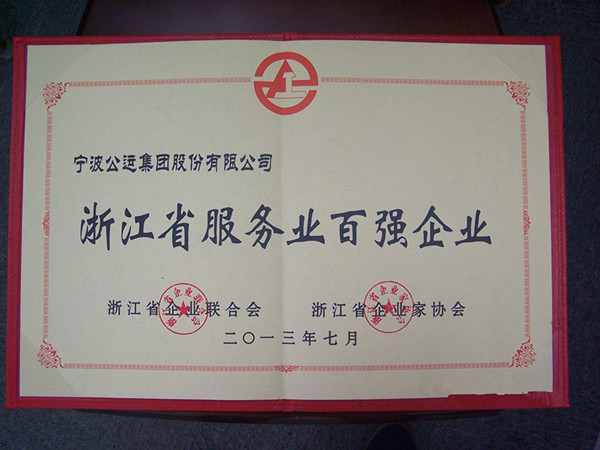 宁波公运集团股份有限公司
浙江省服务业百强企业
浙江省企业联合会 浙江省企业家协会
二〇一三年七月